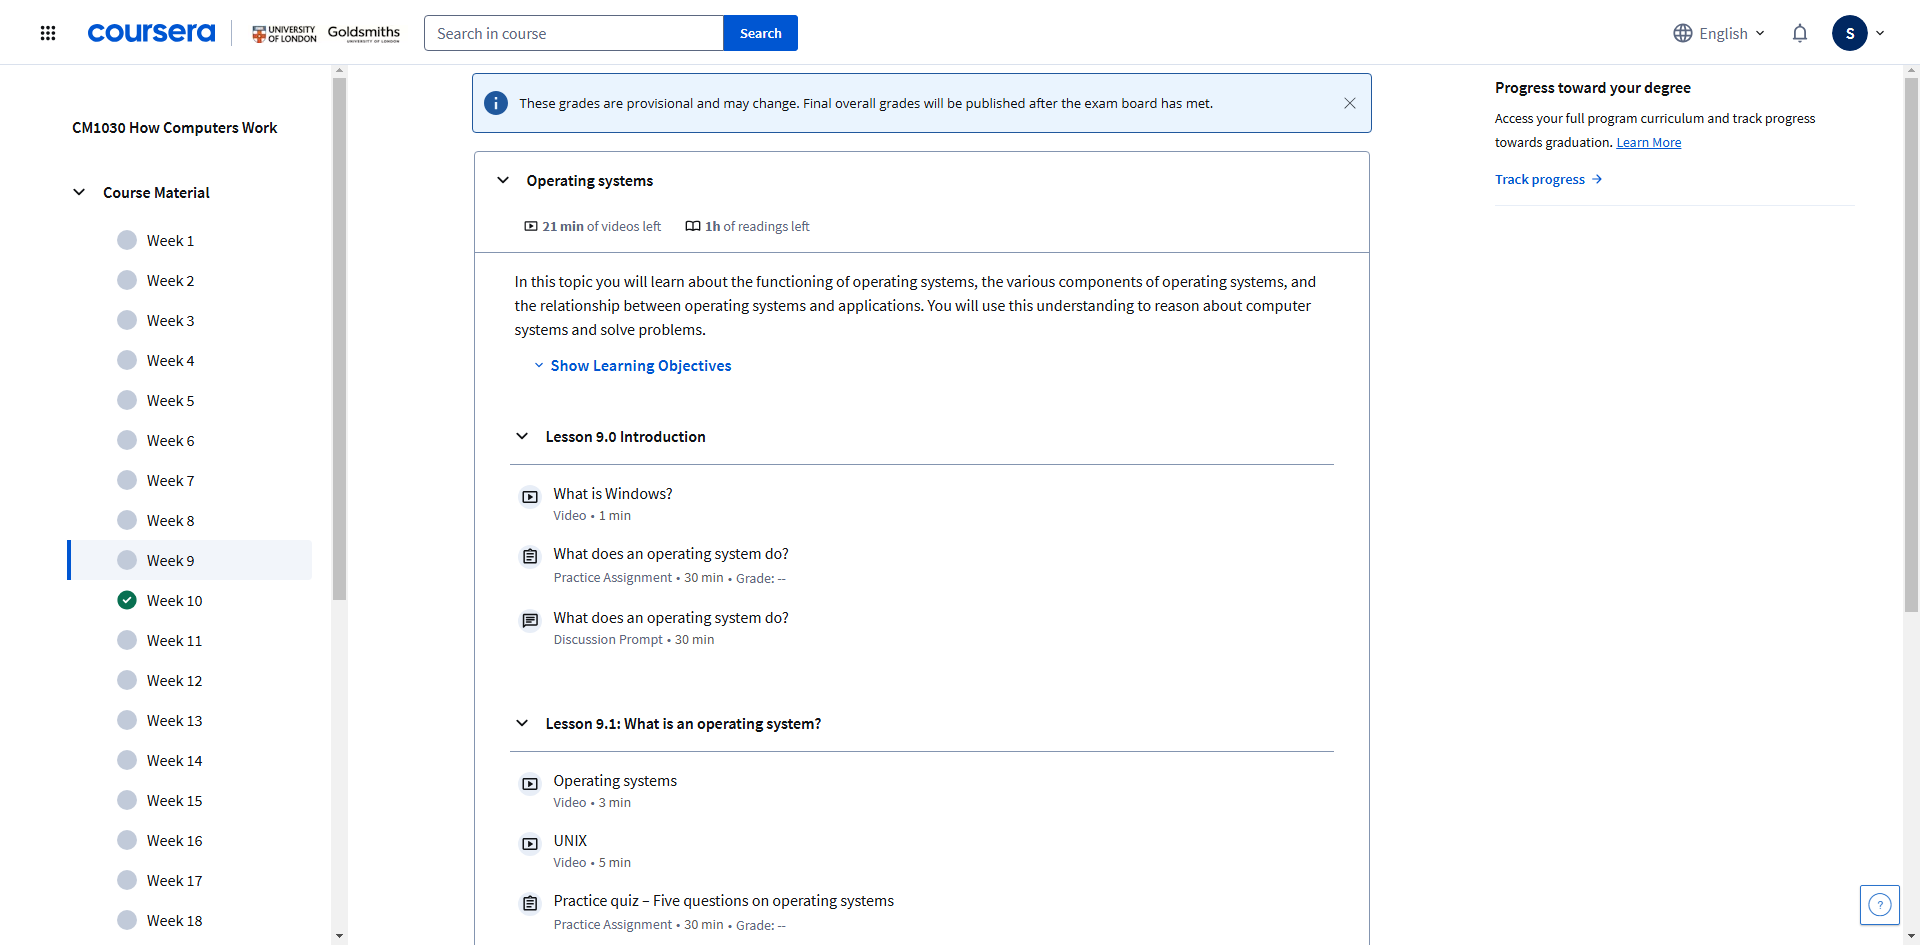 coursera
UNIVERSITY OF LONDON
Goldsmiths
UNIVERSITY OF LONDON
Search in course
Search
English
S
CM1030 How Computers Work
Course Material
Week 1
Week 2
Week 3
Week 4
Week 5
Week 6
Week 7
Week 8
Week 9
Week 10
Week 11
Week 12
Week 13
Week 14
Week 15
Week 16
Week 17
Week 18
These grades are provisional and may change. Final overall grades will be published after the exam board has met.
Operating systems
21 min of videos left
1h of readings left
In this topic you will learn about the functioning of operating systems, the various components of operating systems, and
the relationship between operating systems and applications. You will use this understanding to reason about computer
systems and solve problems.
Show Learning Objectives
Lesson 9.0 Introduction
What is Windows?
Video • 1 min
What does an operating system do?
Practice Assignment • 30 min • Grade: --
What does an operating system do?
Discussion Prompt • 30 min
Lesson 9.1: What is an operating system?
Operating systems
Video • 3 min
UNIX
Video • 5 min
Practice quiz – Five questions on operating systems
Practice Assignment • 30 min • Grade: --
Progress toward your degree
Access your full program curriculum and track progress
towards graduation. Learn More
Track progress →
?